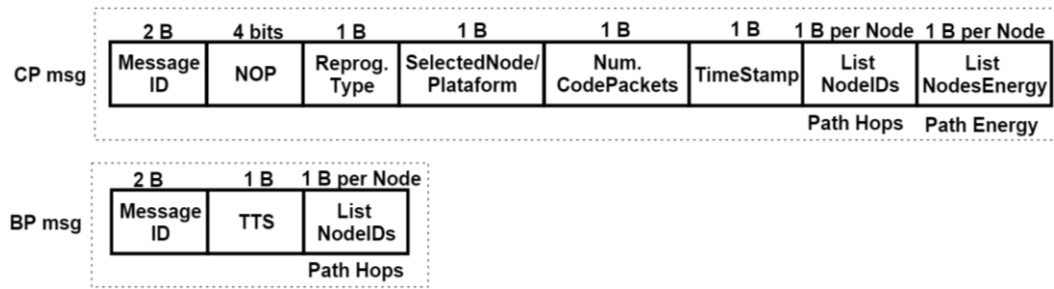 2 B 4 bits 1 B 1 B 1 B 1 B 1 B per Node 1 B per Node
CP msg
Message
ID
NOP
Reprog.
Type
SelectedNode/
Plataform
Num.
CodePackets
TimeStamp
List
NodeIDs
List
NodesEnergy
Path Hops Path Energy
2 B 1 B 1 B per Node
BP msg
Message
ID
TTS
List
NodeIDs
Path Hops